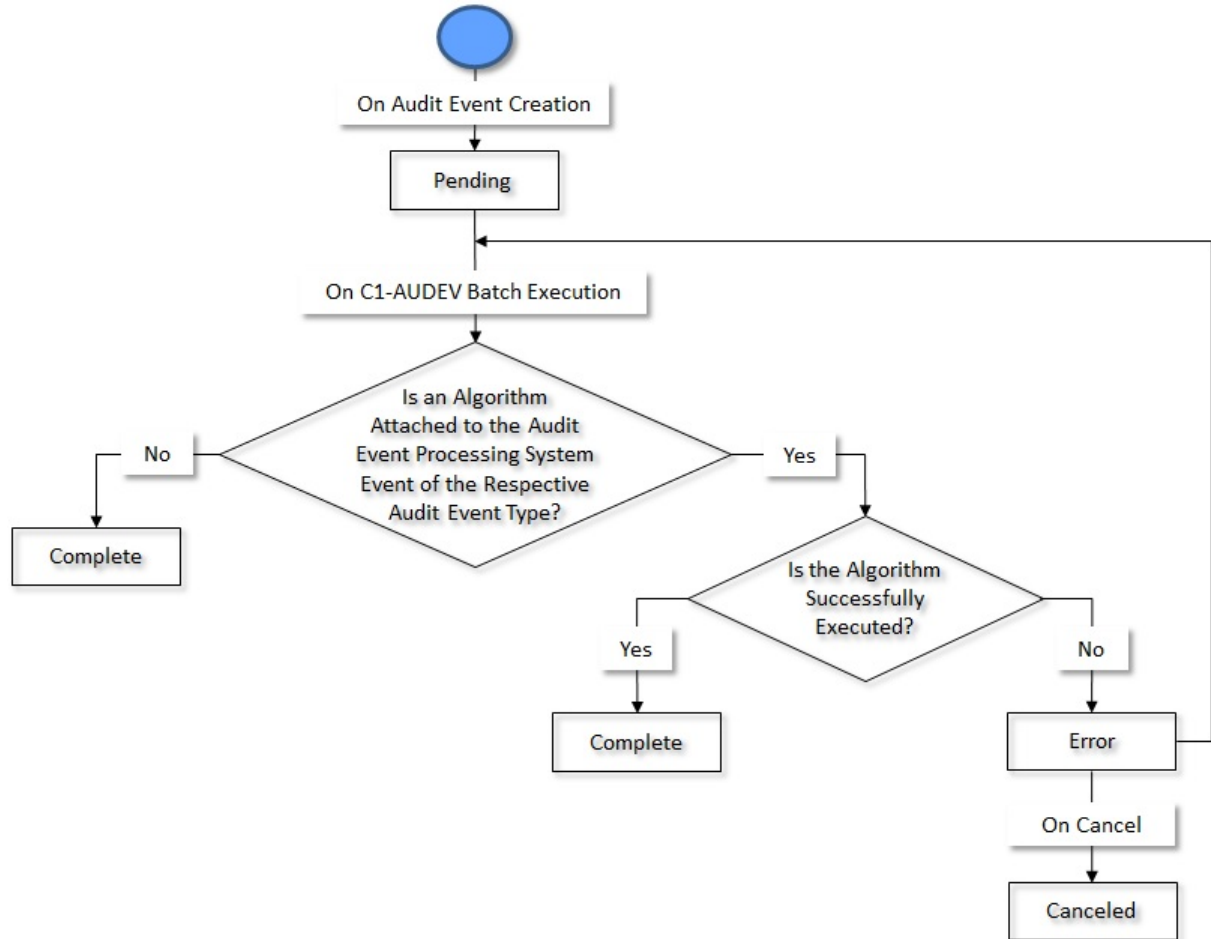 On Audit Event Creation
Pending
On C1-AUDEV Batch Execution
Is an Algorithm
Attached to the Audit
Event Processing System
Event of the Respective
Audit Event Type?
No
Yes
Complete
Is the Algorithm
Successfully
Executed?
Yes
No
Complete
Error
On Cancel
Canceled